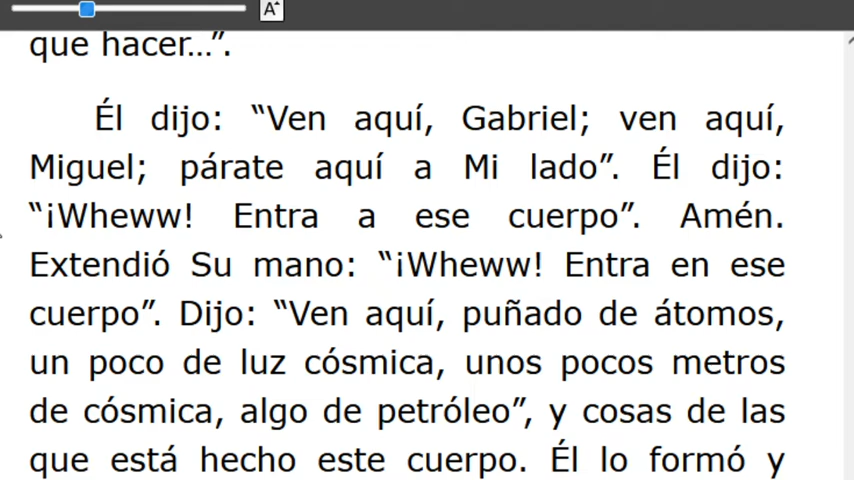 que hacer…”.
Él dijo: “Ven aquí, Gabriel; ven aquí,
Miguel; párate aquí a Mi lado”. Él dijo:
“¡Wheww! Entra a ese cuerpo”. Amén.
Extendió Su mano: “¡Wheww! Entra en ese
cuerpo”. Dijo: “Ven aquí, puñado de átomos,
un poco de luz cósmica, unos pocos metros
de cósmica, algo de petróleo”, y cosas de las
que está hecho este cuerpo. Él lo formó y